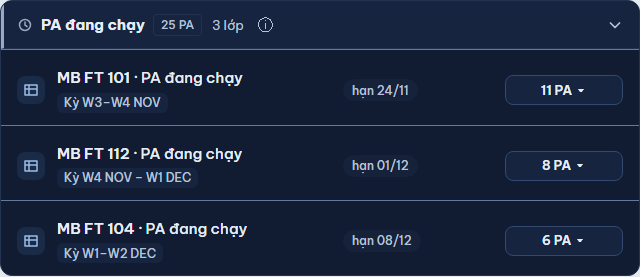 PA đang chạy 25 PA 3 lớp
MB FT 101 · PA đang chạy
Kỳ W3–W4 NOV
hạn 24/11
11 PA
MB FT 112 · PA đang chạy
Kỳ W4 NOV – W1 DEC
hạn 01/12
8 PA
MB FT 104 · PA đang chạy
Kỳ W1–W2 DEC
hạn 08/12
6 PA